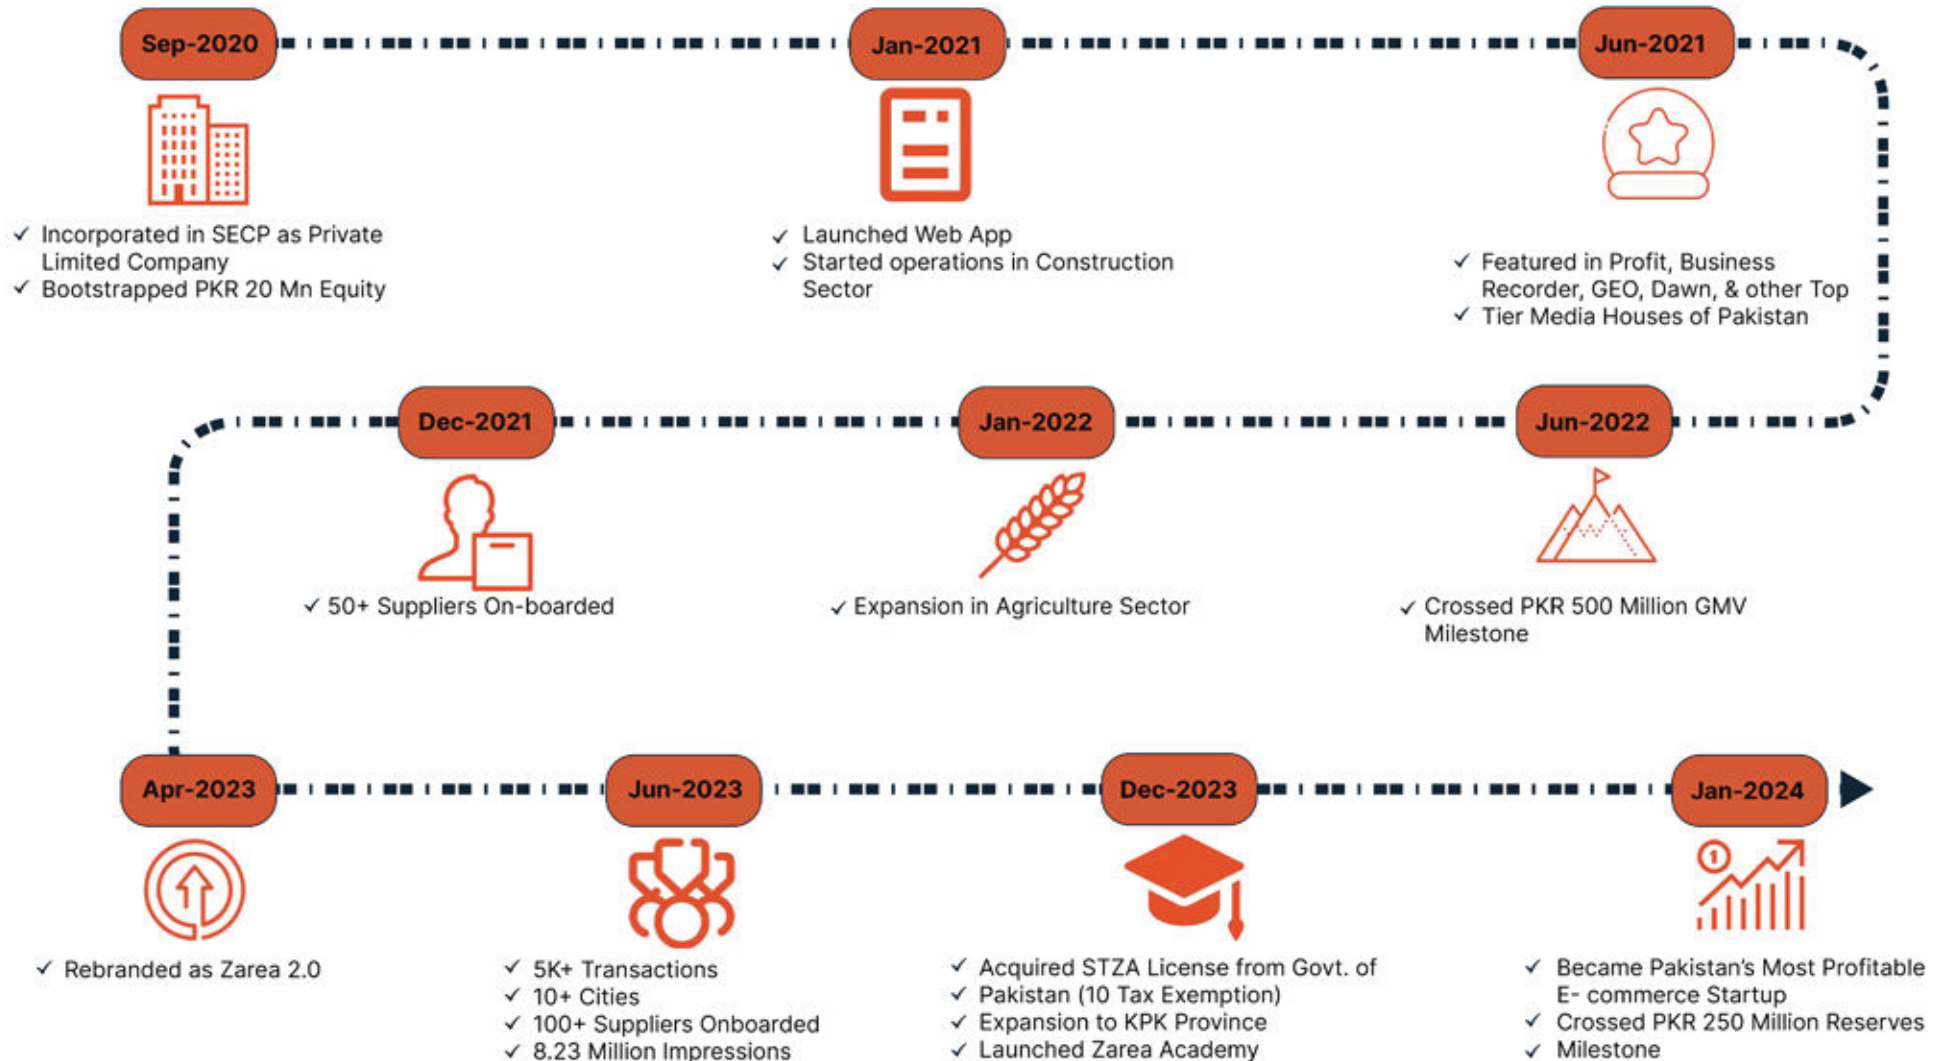 Sep-2020
Jan-2021
Jun-2021
✓ Incorporated in SECP as Private
Limited Company
✓ Bootstrapped PKR 20 Mn Equity
✓ Launched Web App
✓ Started operations in Construction
Sector
✓ Featured in Profit, Business
Recorder, GEO, Dawn, & other Top
✓ Tier Media Houses of Pakistan
Dec-2021
Jan-2022
Jun-2022
✓ 50+ Suppliers On-boarded
✓ Expansion in Agriculture Sector
✓ Crossed PKR 500 Million GMV
Milestone
Apr-2023
Jun-2023
Dec-2023
Jan-2024
1
✓ Rebranded as Zarea 2.0
✓ 5K+ Transactions
✓ 10+ Cities
✓ 100+ Suppliers Onboarded
✓ 8.23 Million Impressions
✓ Acquired STZA License from Govt. of
✓ Pakistan (10 Tax Exemption)
✓ Expansion to KPK Province
✓ Launched Zarea Academy
✓ Became Pakistan's Most Profitable
E- commerce Startup
✓ Crossed PKR 250 Million Reserves
✓ Milestone